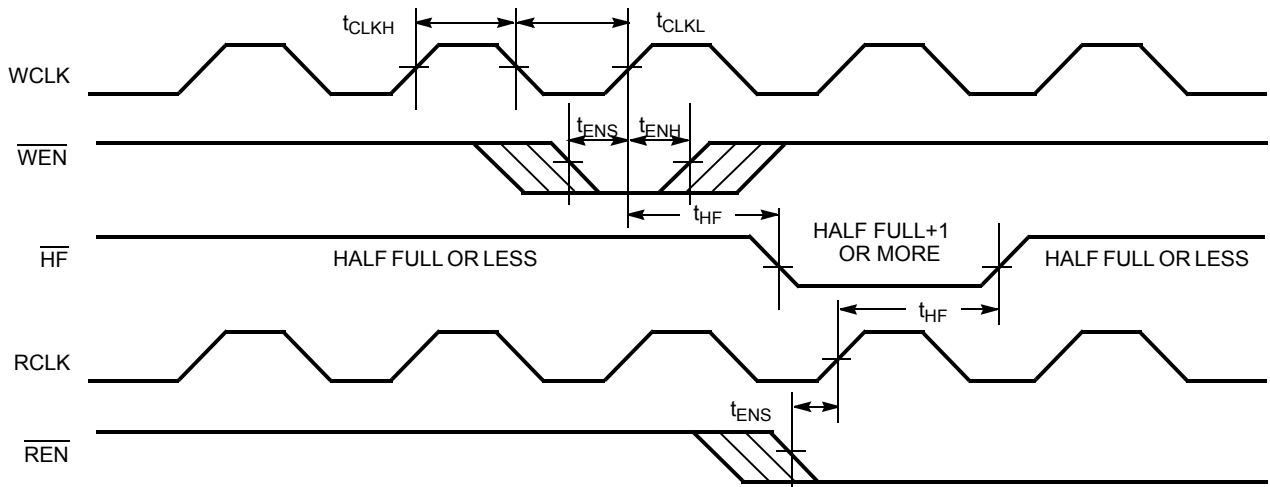 tCLKH
tCLKL
WCLK
tENS
tENH
WEN
tHF
HF
HALF FULL OR LESS
HALF FULL+1
OR MORE
HALF FULL OR LESS
tHF
RCLK
tENS
REN